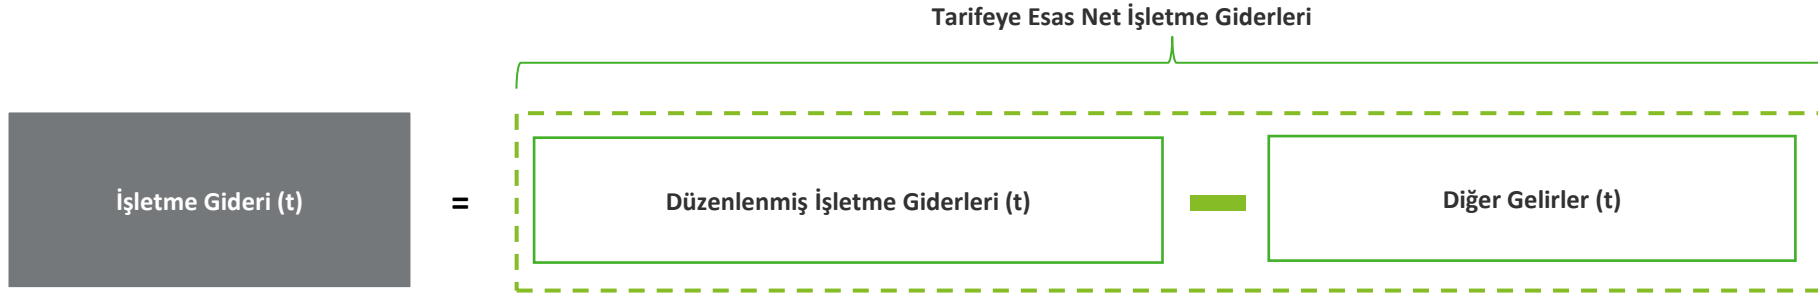 Tarifeye Esas Net İşletme Giderleri
İşletme Gideri (t) = Düzenlenmiş İşletme Giderleri (t) Diğer Gelirler (t)